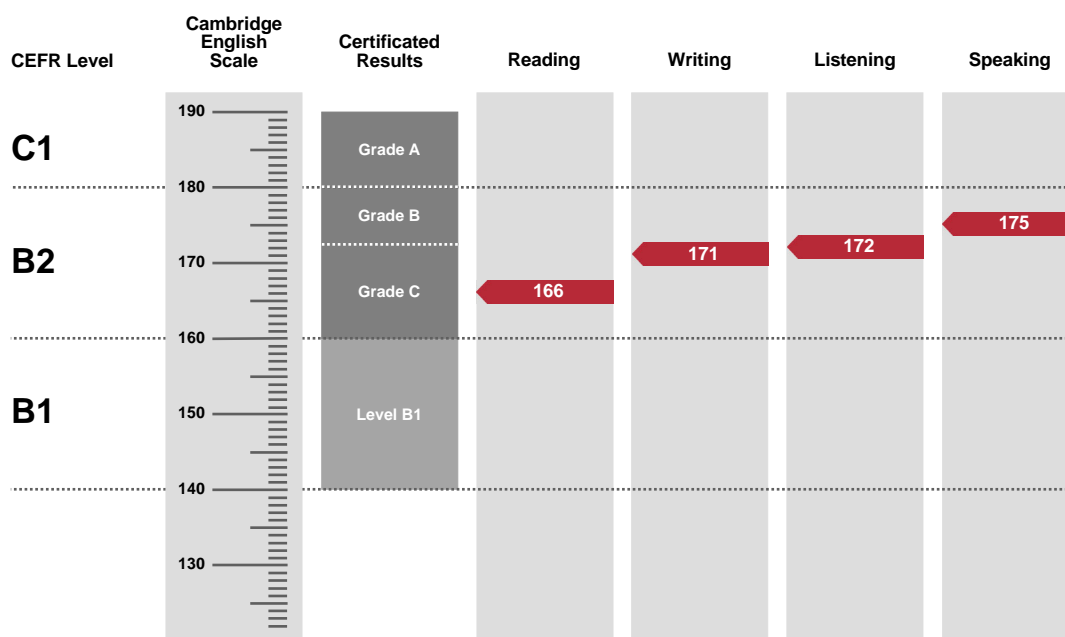 CEFR Level
Cambridge
English
Scale
Certificated
Results
Reading
Writing
Listening
Speaking
C1
B2
B1
190
180
170
160
150
140
130
Grade A
Grade B
Grade C
Level B1
166
171
172
175